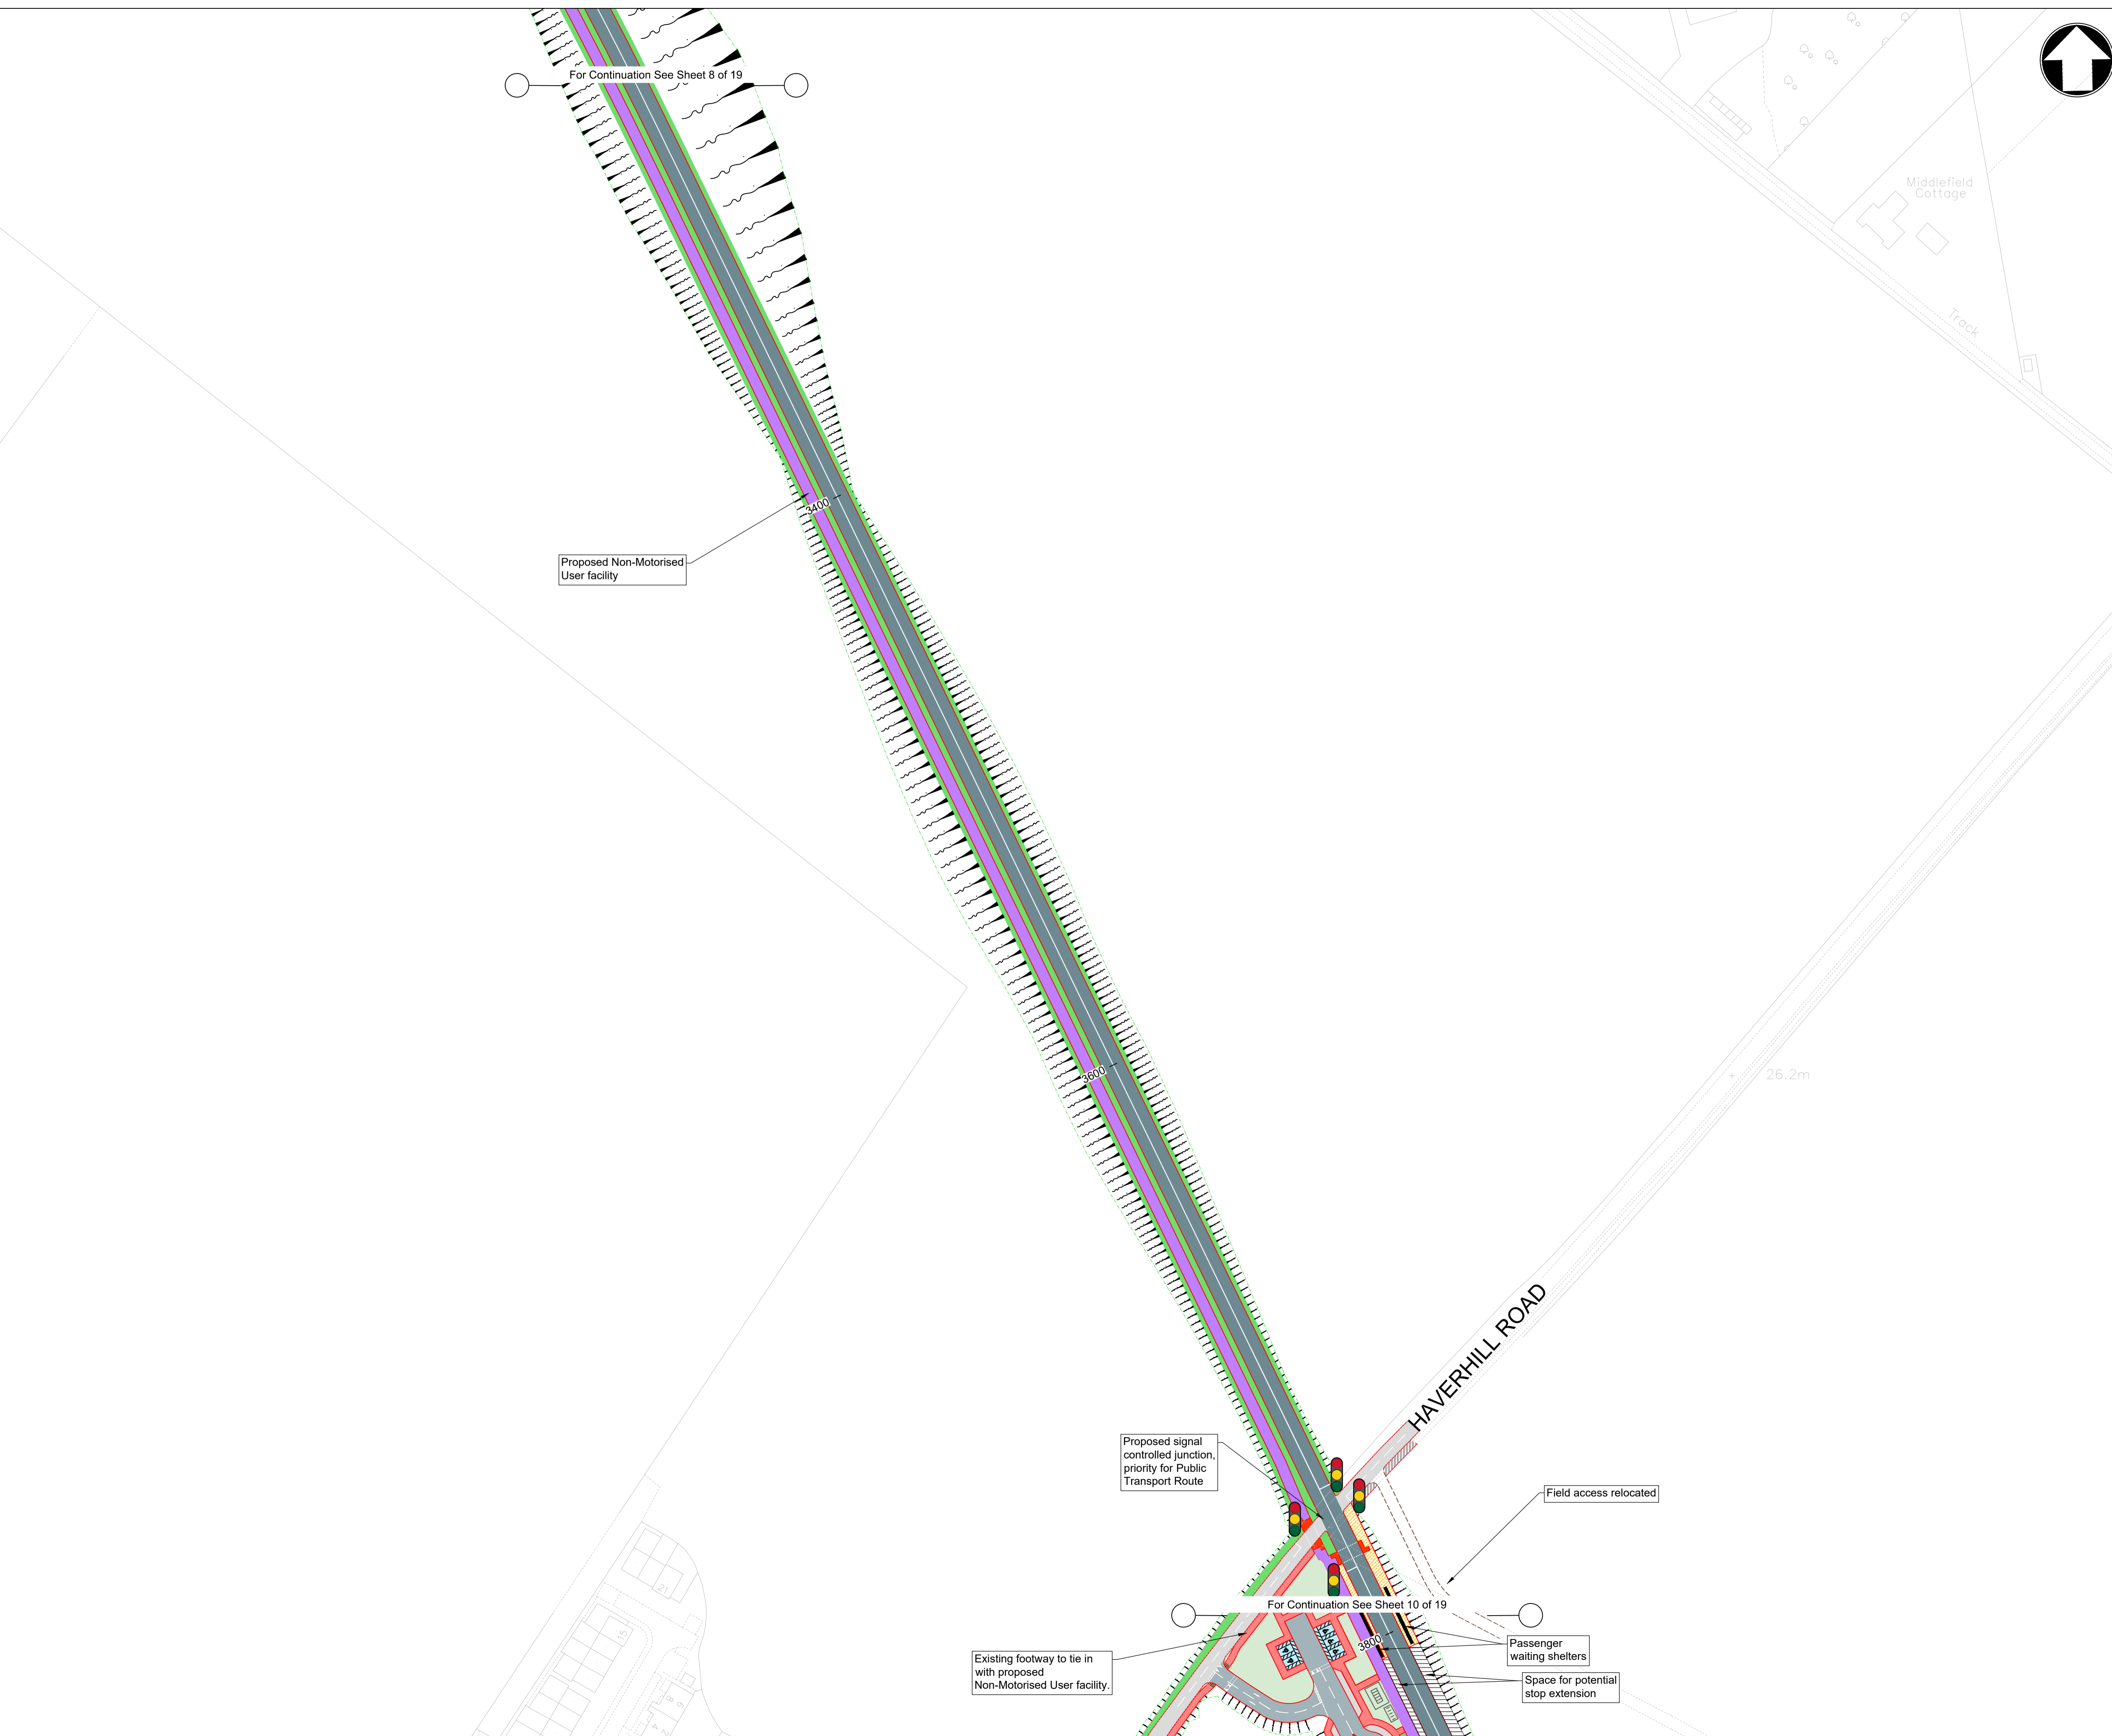 For Continuation See Sheet 8 of 19
Middlefield
Cottage
Track
3400
Proposed Non-Motorised
User facility
3600
26.2m
HAVERHILL ROAD
Proposed signal
controlled junction,
priority for Public
Transport Route
Field access relocated
21
For Continuation See Sheet 10 of 19
15
3800
Passenger
waiting shelters
Existing footway to tie in
with proposed
Non-Motorised User facility.
Space for potential
stop extension